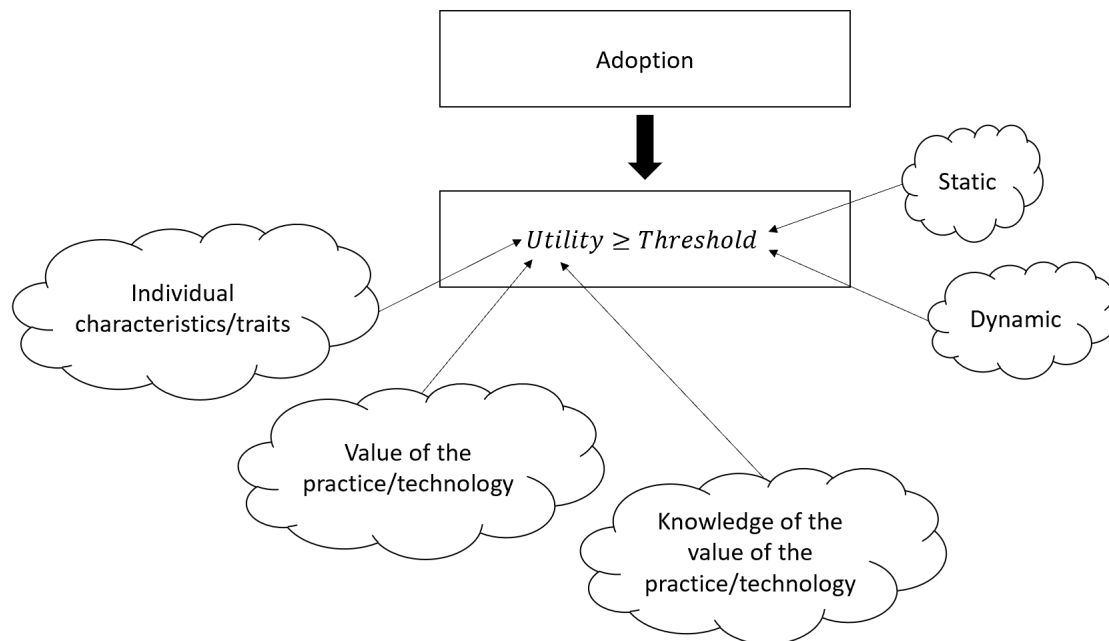 Adoption
Static
Utility ≥ Threshold
Individual
characteristics/traits
Dynamic
Value of the
practice/technology
Knowledge of the
value of the
practice/technology